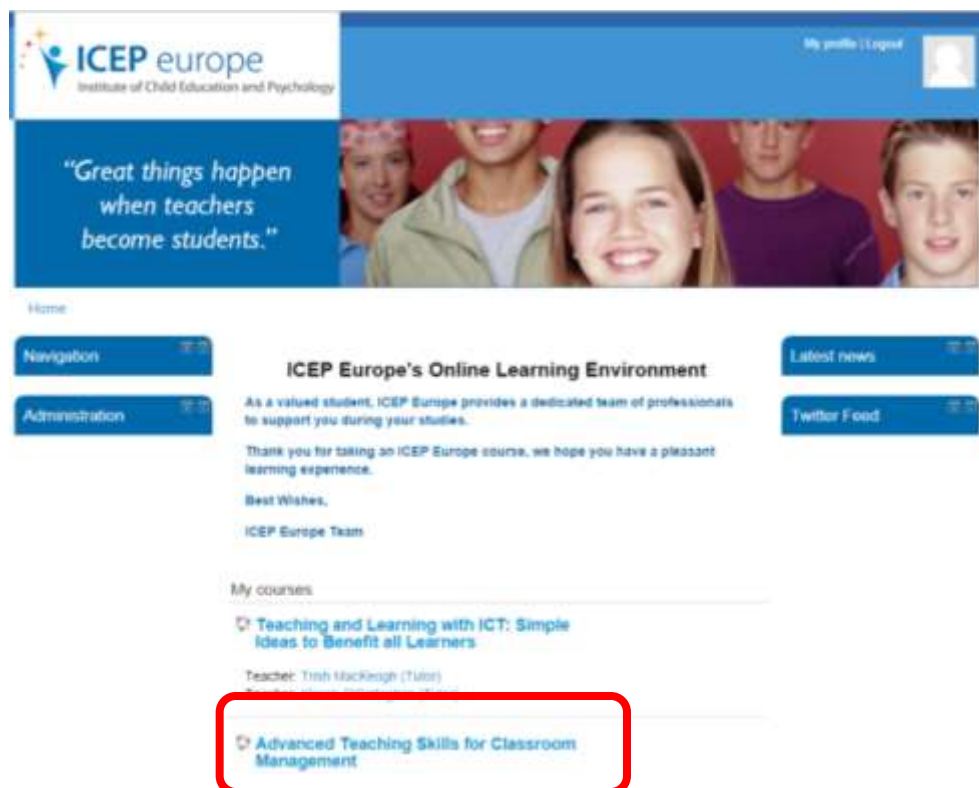 My profile | Logout
ICEP europe
Institute of Child Education and Psychology
"Great things happen
when teachers
become students."
Home
Navigation
Administration
ICEP Europe's Online Learning Environment
As a valued student, ICEP Europe provides a dedicated team of professionals
to support you during your studies.
Thank you for taking an ICEP Europe course, we hope you have a pleasant
learning experience.
Best Wishes,
ICEP Europe Team
Latest news
Twitter Feed
My courses
Teaching and Learning with ICT: Simple
Ideas to Benefit all Learners
Teacher: Trish MacKeogh (Tutor)
Advanced Teaching Skills for Classroom
Management